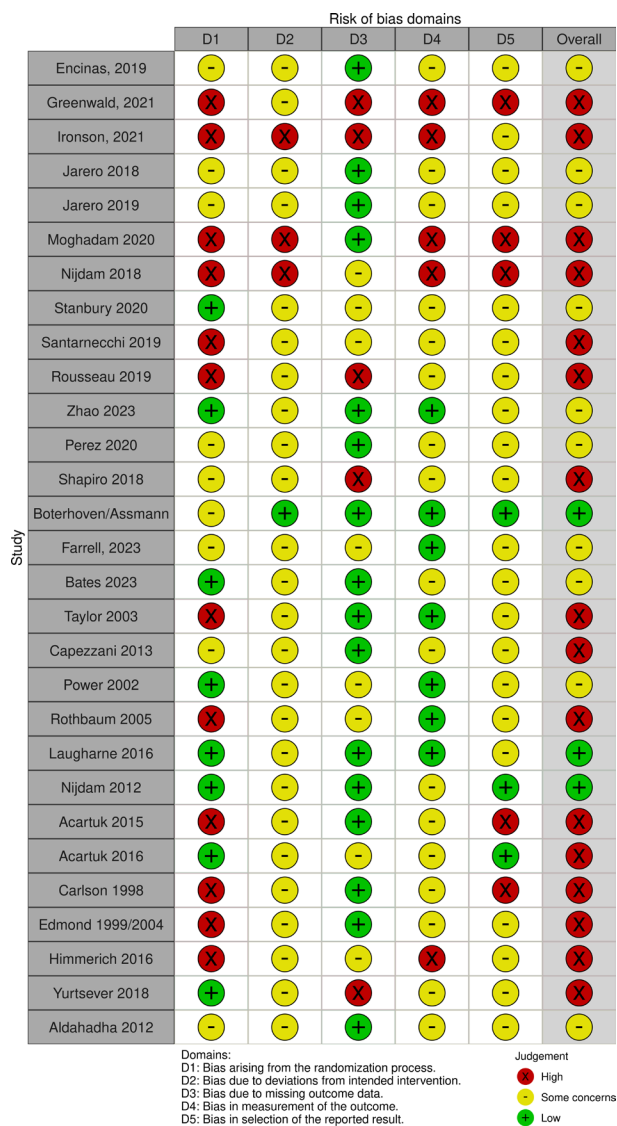 Risk of bias domains
D1 D2 D3 D4 D5 Overall
Study
Encinas, 2019 - - + - - -
Greenwald, 2021 X - X X X X
Ironson, 2021 X X X X - X
Jarero 2018 - - + - - -
Jarero 2019 - - + - - -
Moghadam 2020 X X + X X X
Nijdam 2018 X X - X X X
Stanbury 2020 + - - - - -
Santarnecchi 2019 X - - - - X
Rousseau 2019 X - X - - X
Zhao 2023 + - + + - -
Perez 2020 - - + - - -
Shapiro 2018 - - X - - X
Boterhoven/Assmann - + + + + +
Farrell, 2023 - - - + - -
Bates 2023 + - + - - -
Taylor 2003 X - + + - X
Capezzani 2013 - - + - - X
Power 2002 + - - + - -
Rothbaum 2005 X - - + - X
Laugharne 2016 + - + + - +
Nijdam 2012 + - + - + +
Acartuk 2015 X - + - X X
Acartuk 2016 + - - - + X
Carlson 1998 X - + - X X
Edmond 1999/2004 X - + - - X
Himmerich 2016 X - - X - X
Yurtsever 2018 + - X - - X
Aldahadha 2012 - - + - - -
Domains:
D1: Bias arising from the randomization process.
D2: Bias due to deviations from intended intervention.
D3: Bias due to missing outcome data.
D4: Bias in measurement of the outcome.
D5: Bias in selection of the reported result.
Judgement
X High
- Some concerns
+ Low